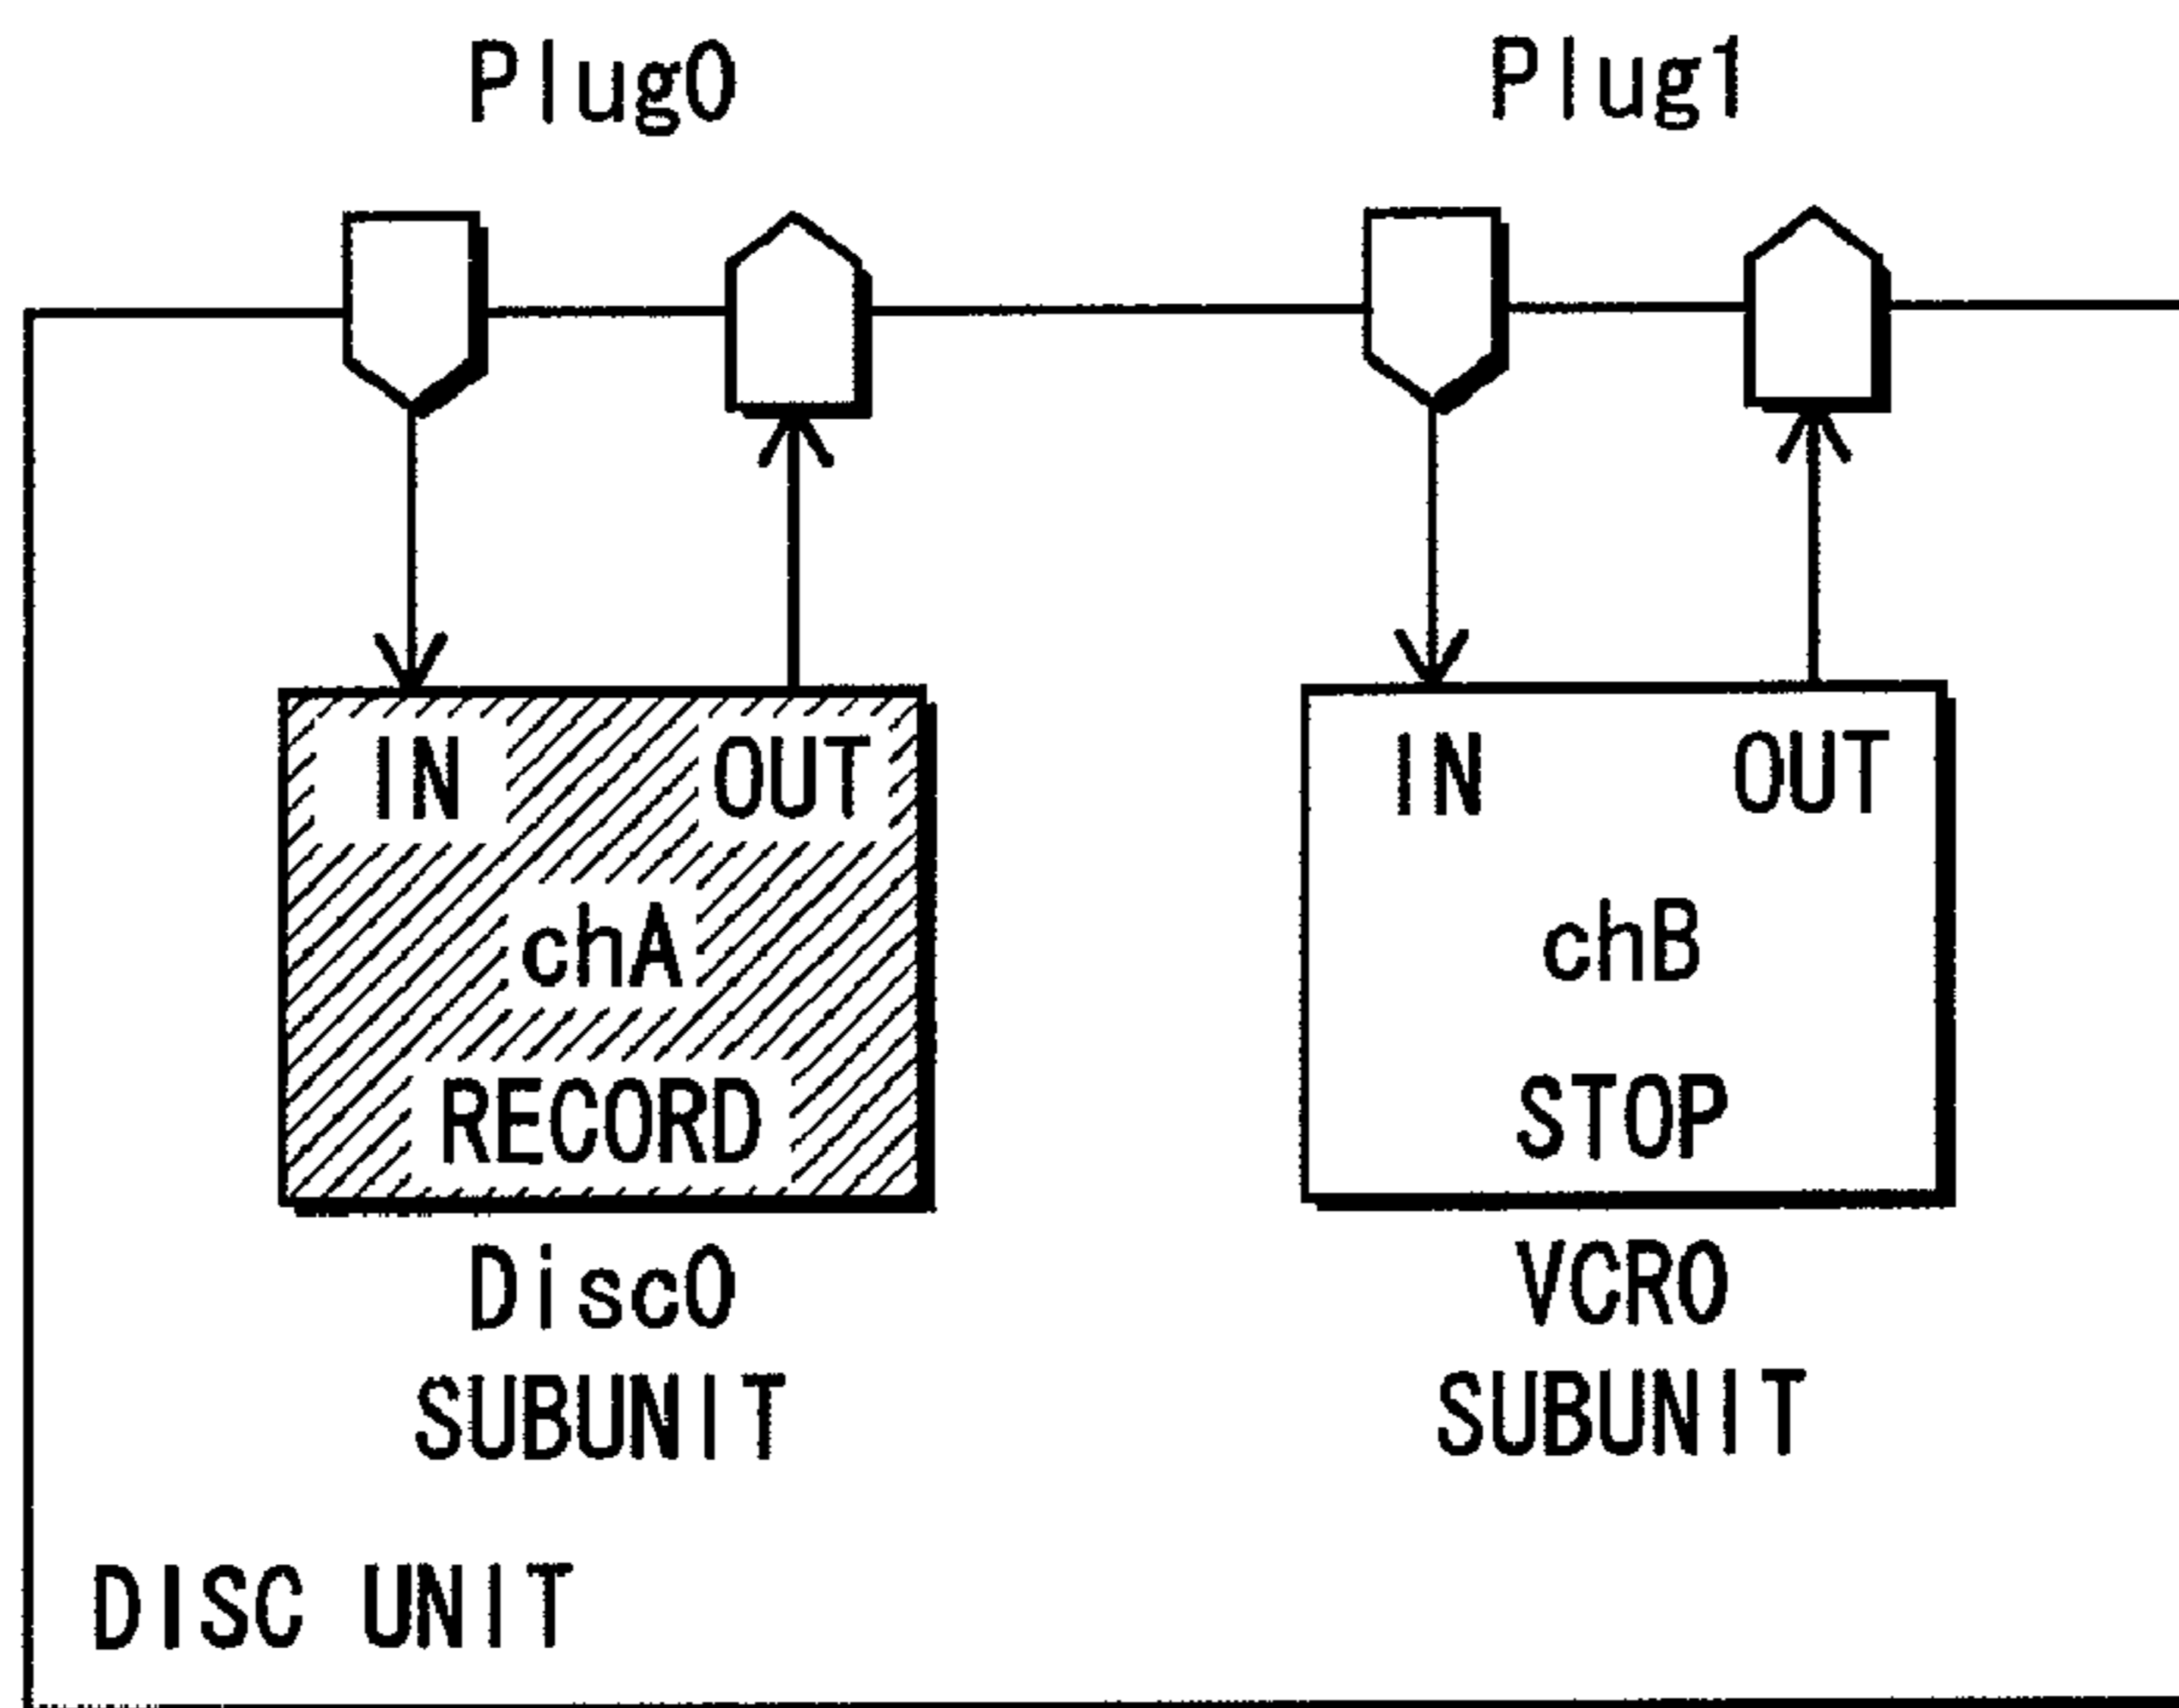 Plug0 Plug1
IN OUT IN OUT
chA chB
RECORD STOP
Disc0 VCR0
SUBUNIT SUBUNIT
DISC UNIT